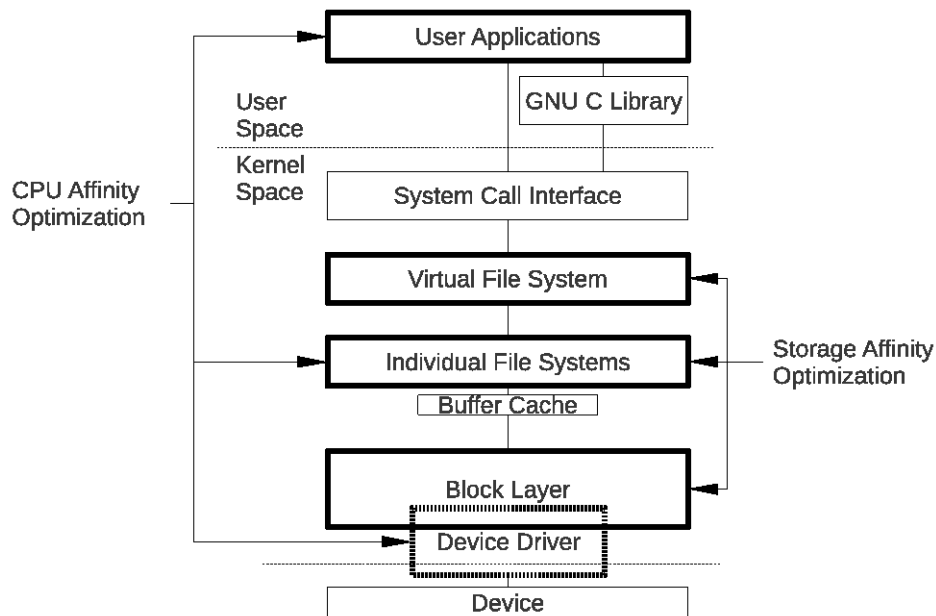 User Applications
GNU C Library
User
Space
Kernel
Space
CPU Affinity
Optimization
System Call Interface
Virtual File System
Individual File Systems
Storage Affinity
Optimization
Buffer Cache
Block Layer
Device Driver
Device